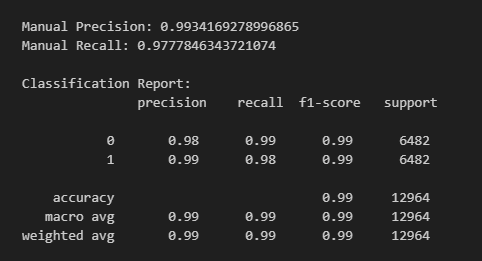 Manual Precision: 0.9934169278996865
Manual Recall: 0.9777846343721074
Classification Report:
precision recall f1-score support
0 0.98 0.99 0.99 6482
1 0.99 0.98 0.99 6482
accuracy 0.99 12964
macro avg 0.99 0.99 0.99 12964
weighted avg 0.99 0.99 0.99 12964